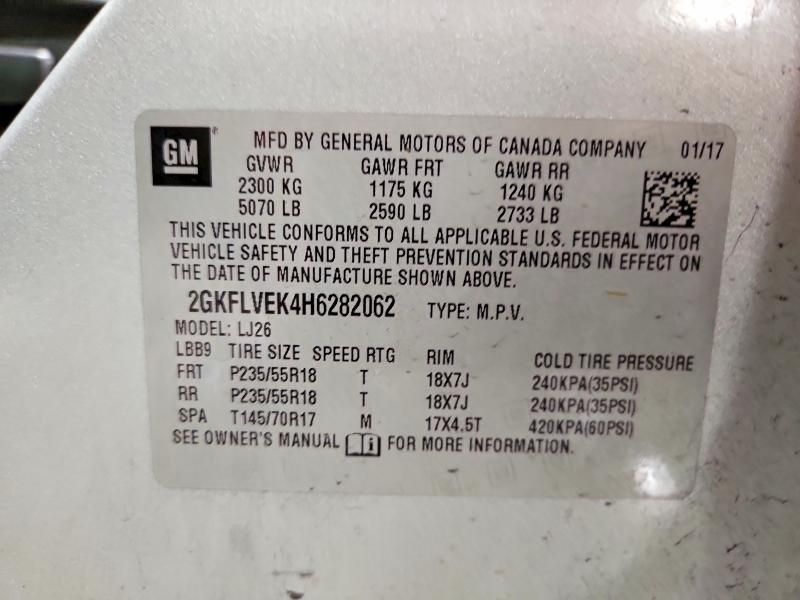 GM
MFD BY GENERAL MOTORS OF CANADA COMPANY 01/17
GVWR GAWR FRT GAWR RR
2300 KG 1175 KG 1240 KG
5070 LB 2590 LB 2733 LB
THIS VEHICLE CONFORMS TO ALL APPLICABLE U.S. FEDERAL MOTOR
VEHICLE SAFETY AND THEFT PREVENTION STANDARDS IN EFFECT ON
THE DATE OF MANUFACTURE SHOWN ABOVE.
2GKFLVEK4H6282062 TYPE: M.P.V.
MODEL: LJ26
LBB9 TIRE SIZE SPEED RTG RIM COLD TIRE PRESSURE
FRT P235/55R18 T 18X7J 240KPA(35PSI)
RR P235/55R18 T 18X7J 240KPA(35PSI)
SPA T145/70R17 M 17X4.5T 420KPA(60PSI)
SEE OWNER'S MANUAL i FOR MORE INFORMATION.